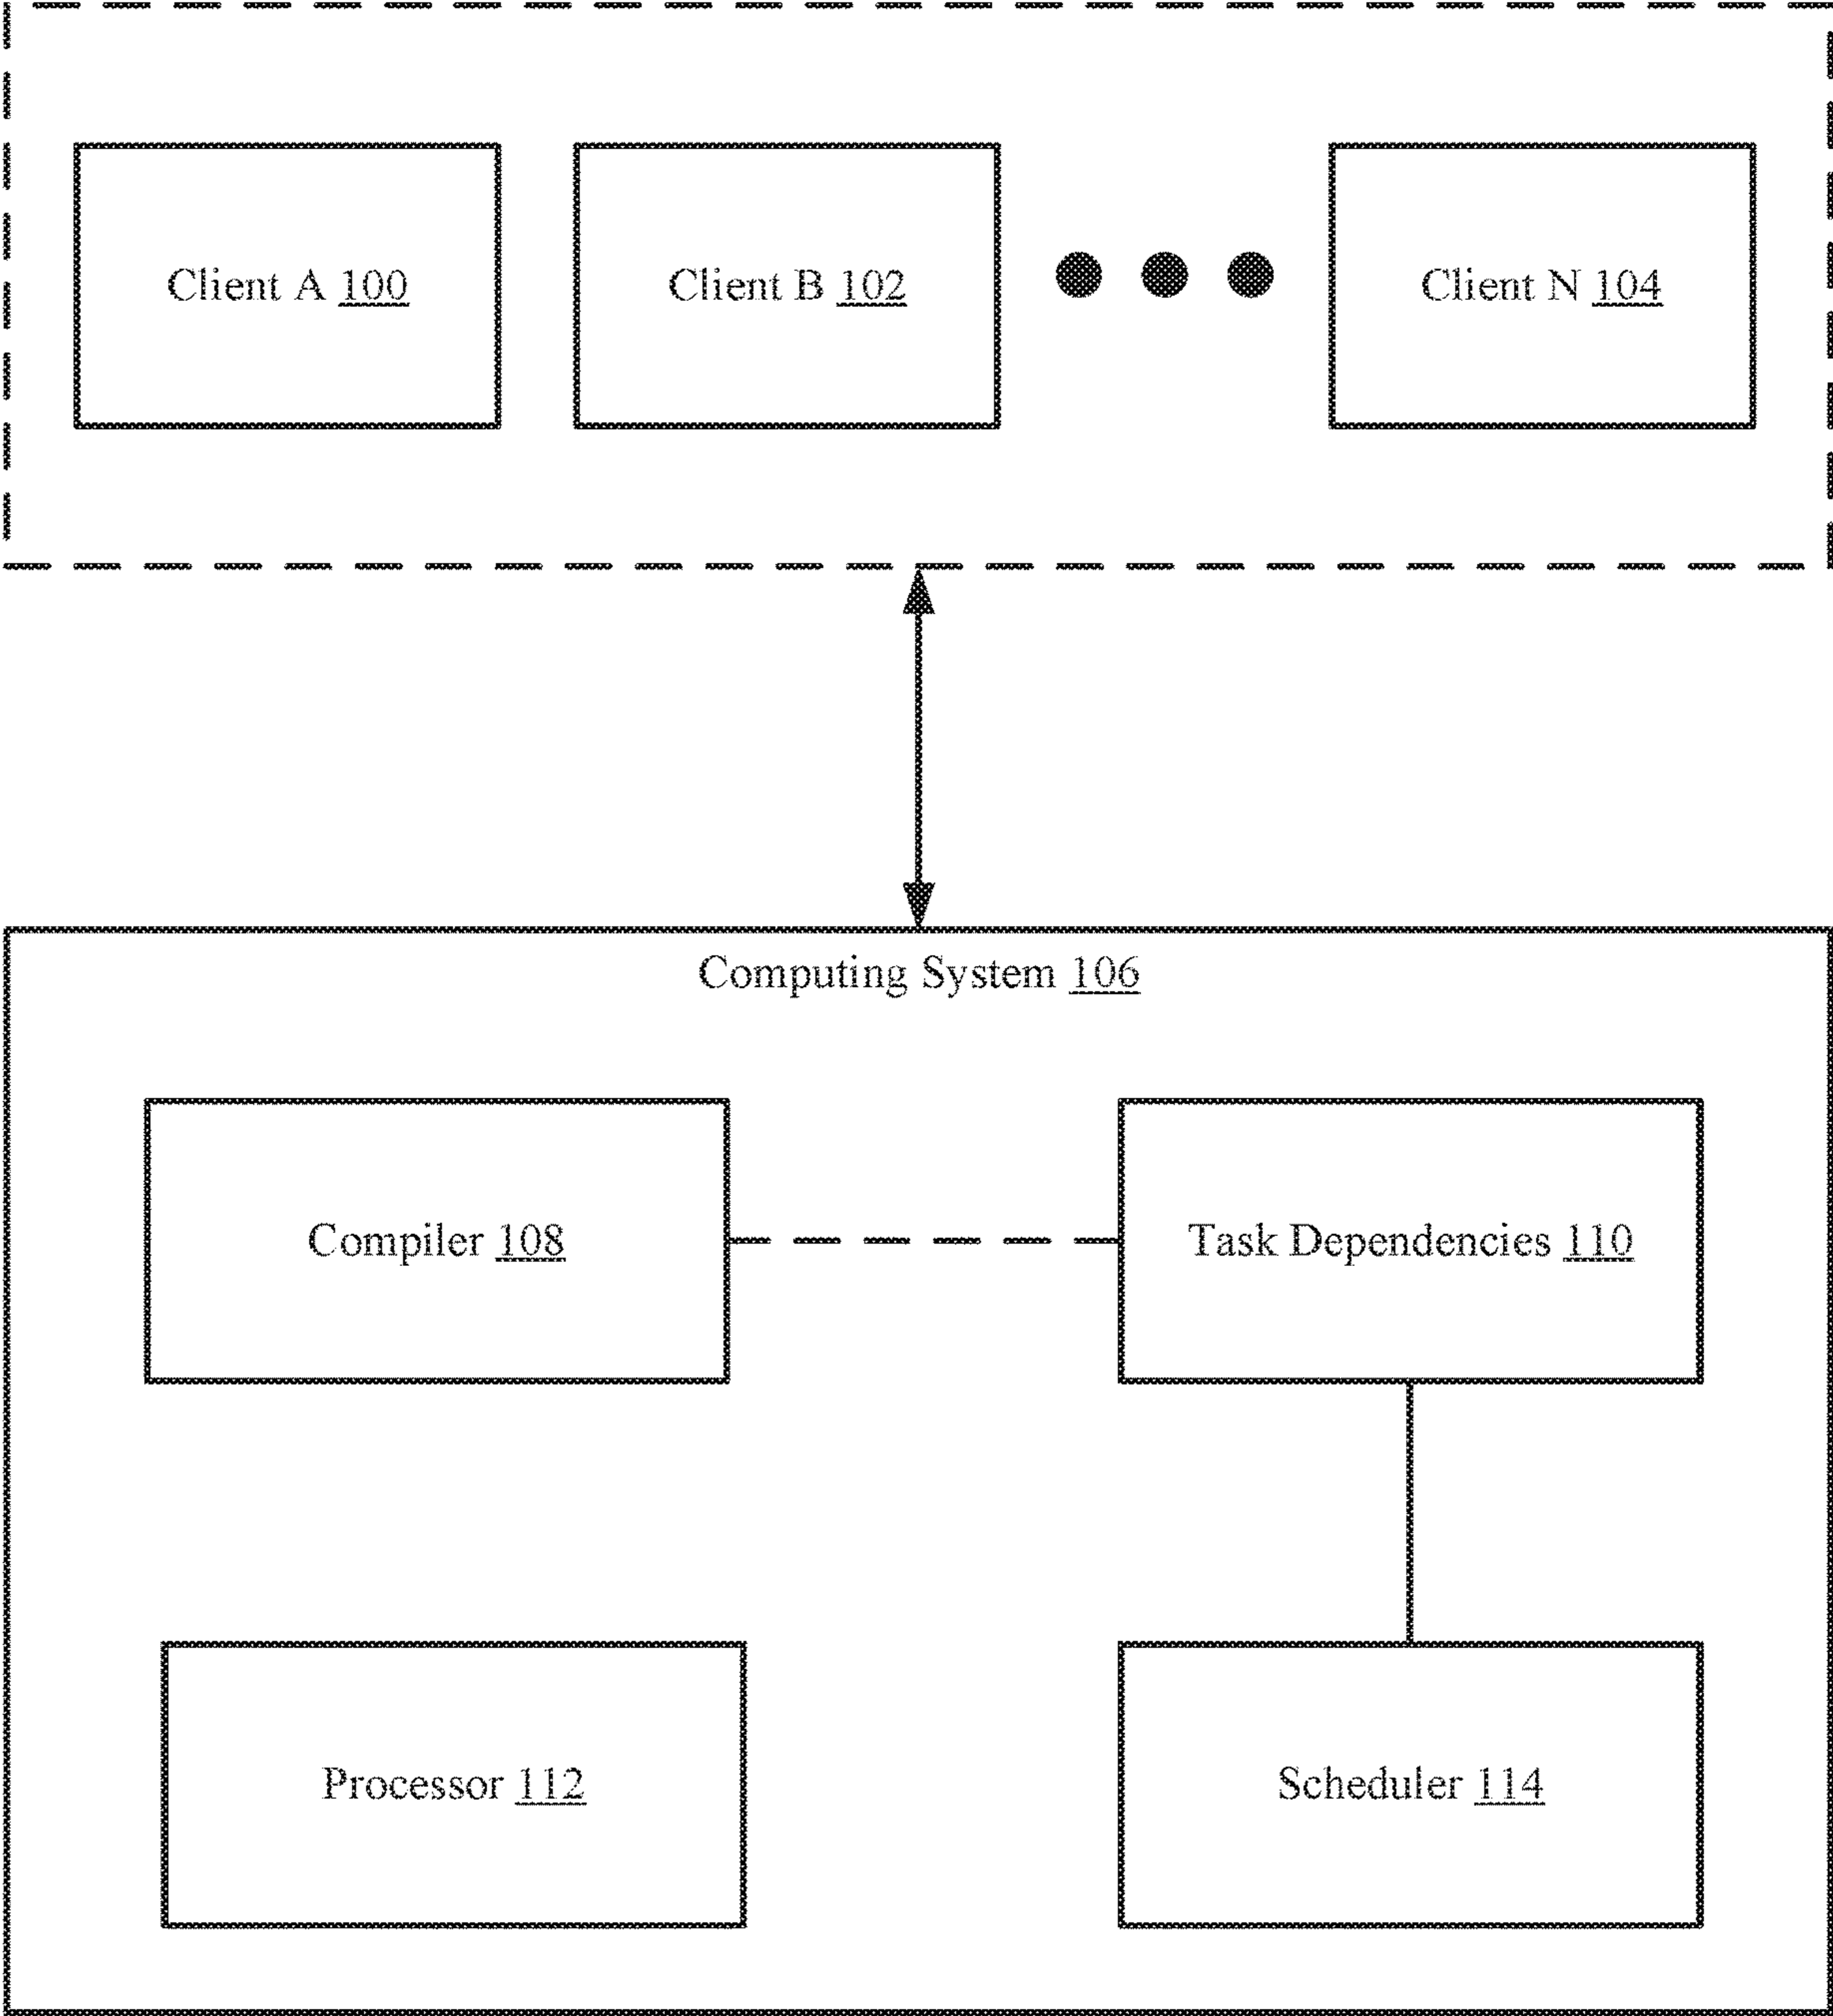 Client A 100
Client B 102
Client N 104
Computing System 106
Compiler 108
Task Dependencies 110
Processor 112
Scheduler 114